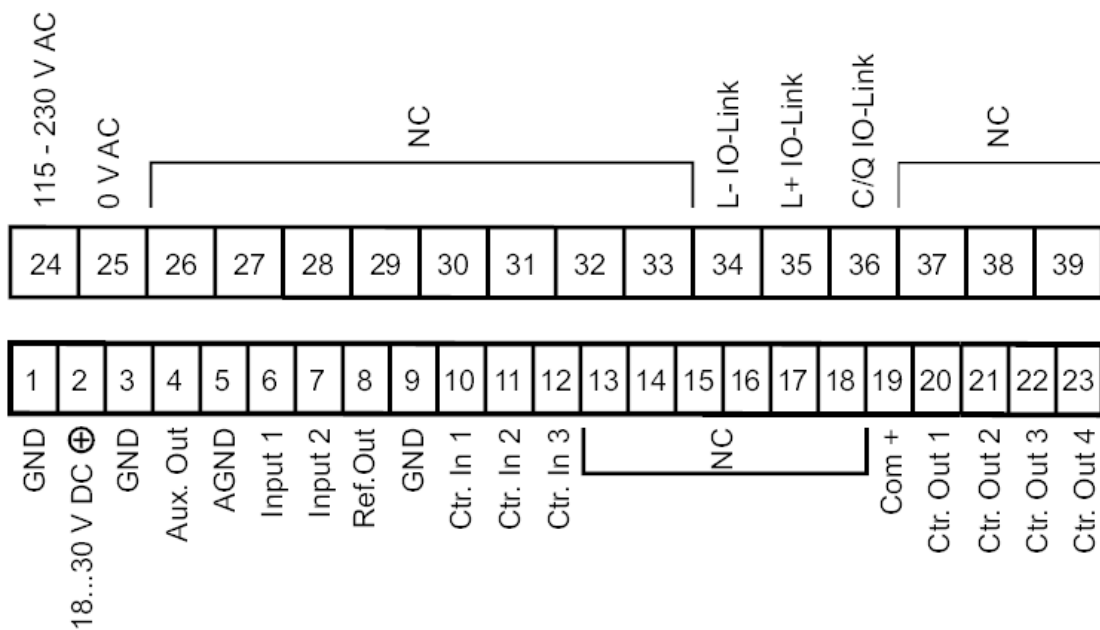 115 - 230 V AC
0 V AC
NC
L- IO-Link
L+ IO-Link
C/Q IO-Link
NC
24 25 26 27 28 29 30 31 32 33 34 35 36 37 38 39
1 2 3 4 5 6 7 8 9 10 11 12 13 14 15 16 17 18 19 20 21 22 23
GND
18...30 V DC ⊕
GND
Aux. Out
AGND
Input 1
Input 2
Ref.Out
GND
Ctr. In 1
Ctr. In 2
Ctr. In 3
NC
Com +
Ctr. Out 1
Ctr. Out 2
Ctr. Out 3
Ctr. Out 4